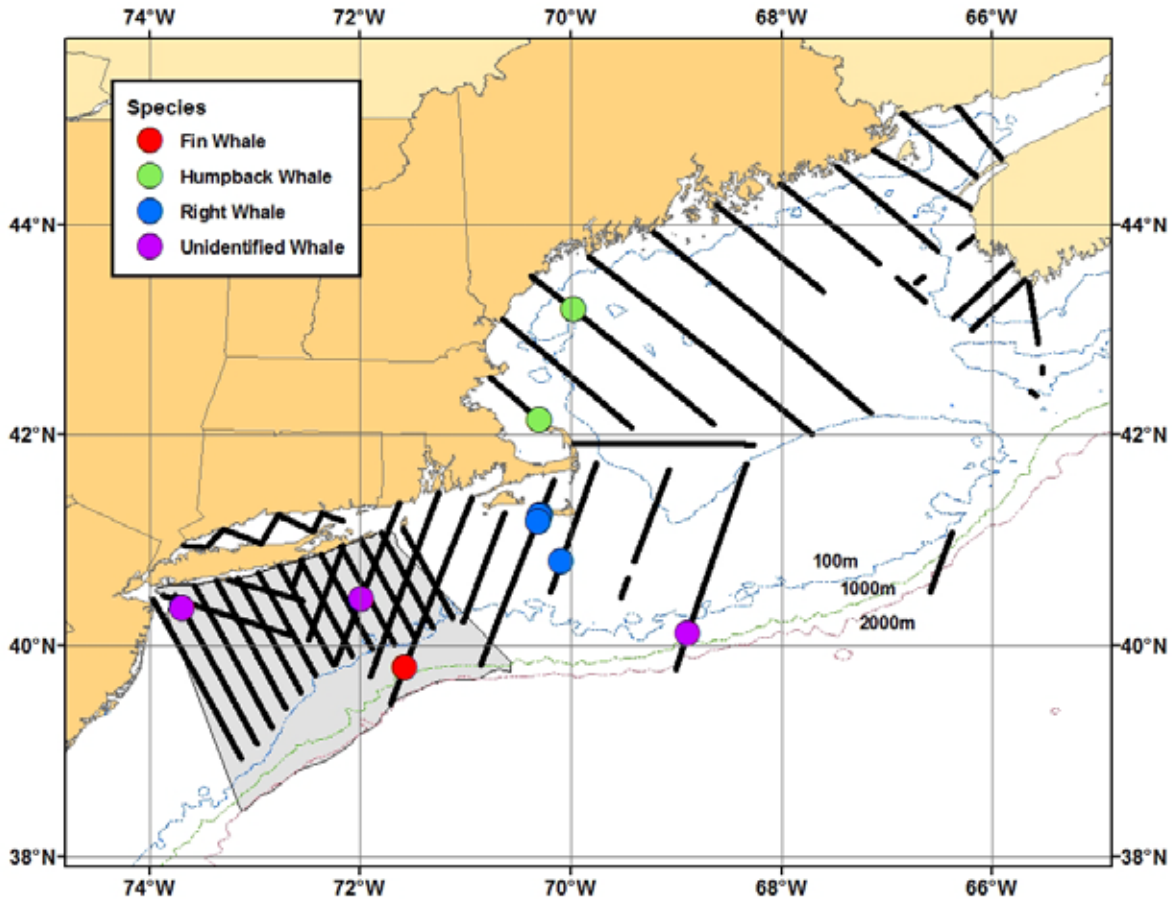 74°W 72°W 70°W 68°W 66°W
Species
Fin Whale
Humpback Whale
Right Whale
Unidentified Whale
44°N 44°N
42°N 42°N
100m
1000m
2000m
40°N 40°N
38°N 38°N
74°W 72°W 70°W 68°W 66°W